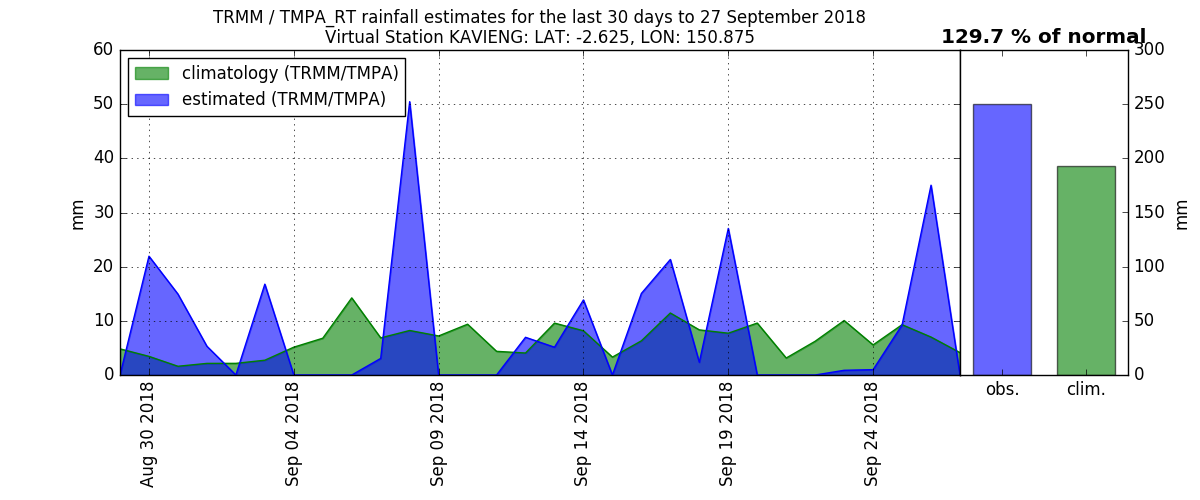 TRMM / TMPA_RT rainfall estimates for the last 30 days to 27 September 2018
Virtual Station KAVIENG: LAT: -2.625, LON: 150.875
129.7 % of normal
climatology (TRMM/TMPA)
estimated (TRMM/TMPA)
60
50
40
30
20
10
0
mm
Aug 30 2018
Sep 04 2018
Sep 09 2018
Sep 14 2018
Sep 19 2018
Sep 24 2018
obs.
clim.
300
250
200
150
100
50
0
mm